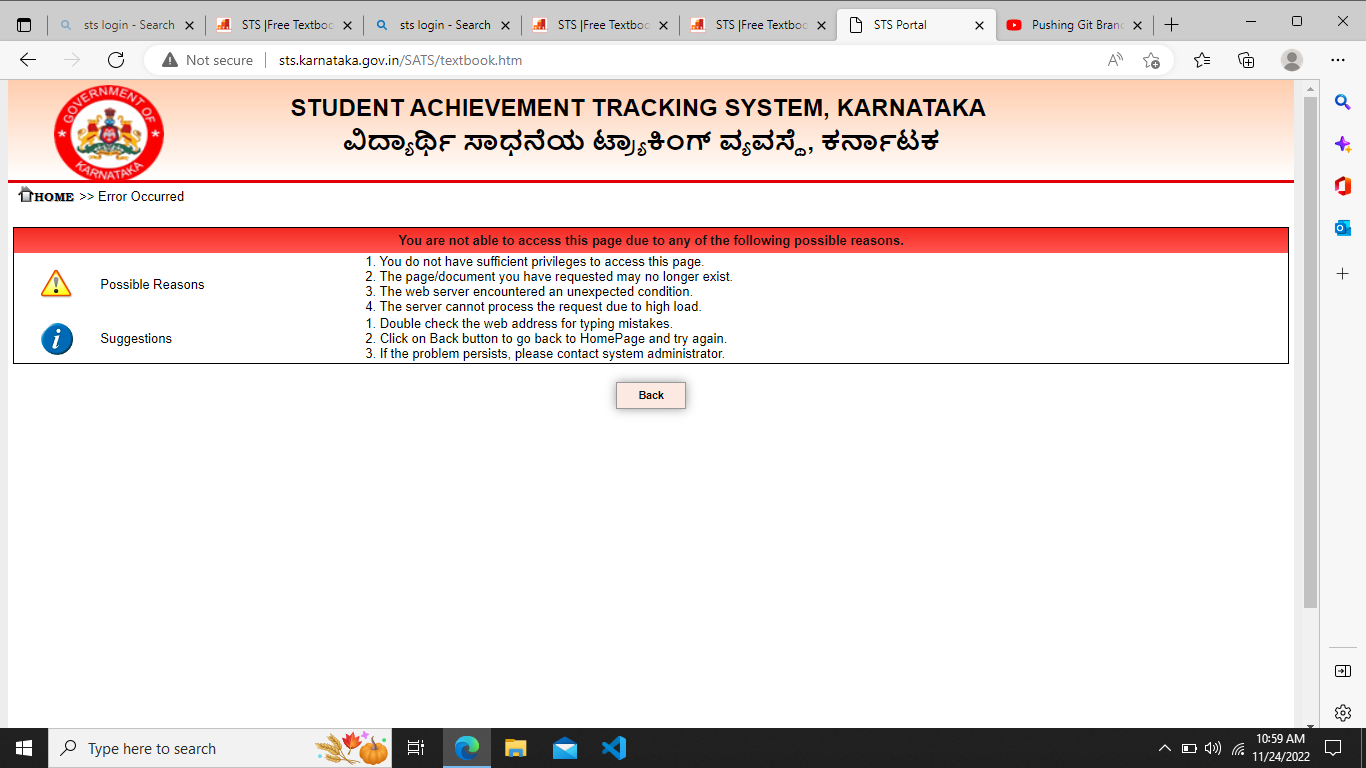 sts login - Search
STS |Free Textboo
sts login - Search
STS |Free Textboo
STS |Free Textboo
STS Portal
Pushing Git Branc
Not secure
sts.karnataka.gov.in/SATS/textbook.htm
GOVERNMENT OF
KARNATAKA
STUDENT ACHIEVEMENT TRACKING SYSTEM, KARNATAKA
ವಿದ್ಯಾರ್ಥಿ ಸಾಧನೆಯ ಟ್ರ್ಯಾಕಿಂಗ್ ವ್ಯವಸ್ಥೆ, ಕರ್ನಾಟಕ
HOME >> Error Occurred
You are not able to access this page due to any of the following possible reasons.
Possible Reasons
1. You do not have sufficient privileges to access this page.
2. The page/document you have requested may no longer exist.
3. The web server encountered an unexpected condition.
4. The server cannot process the request due to high load.
Suggestions
1. Double check the web address for typing mistakes.
2. Click on Back button to go back to HomePage and try again.
3. If the problem persists, please contact system administrator.
Back
Type here to search
10:59 AM
11/24/2022